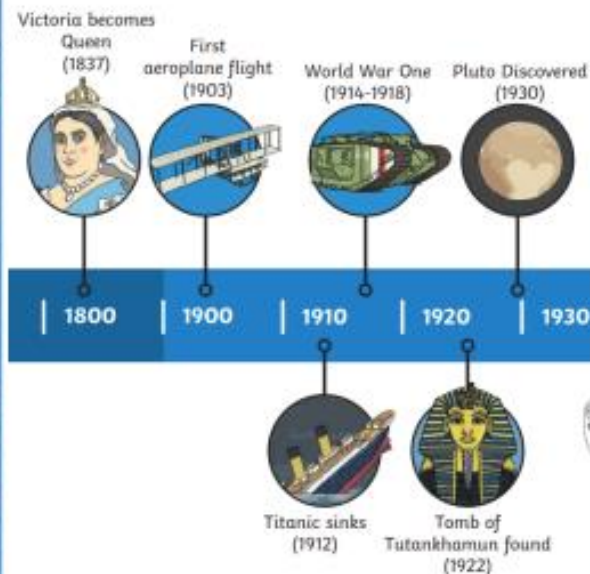 Victoria becomes
Queen
(1837)
First
aeroplane flight
(1903)
World War One
(1914-1918)
Pluto Discovered
(1930)
1800
1900
1910
1920
1930
Titanic sinks
(1912)
Tomb of
Tutankhamun found
(1922)